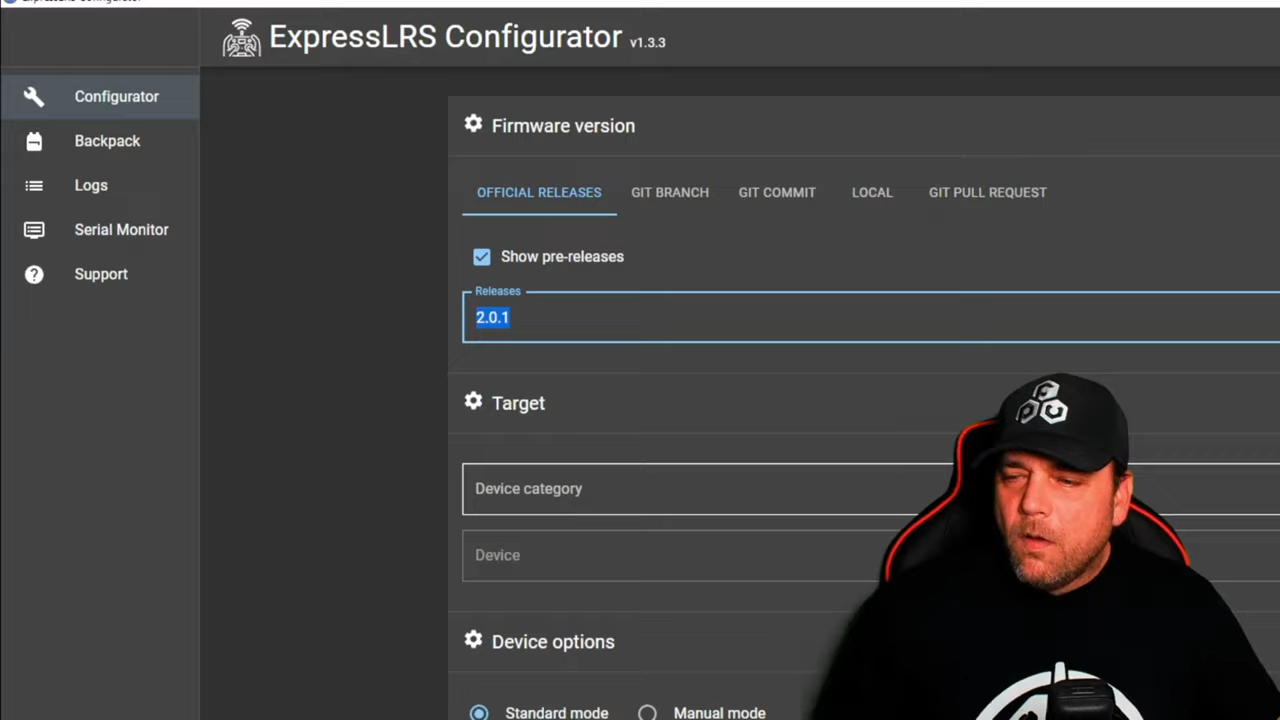 ExpressLRS Configurator v1.3.3
Configurator
Backpack
Logs
Serial Monitor
Support
Firmware version
OFFICIAL RELEASES GIT BRANCH GIT COMMIT LOCAL GIT PULL REQUEST
Show pre-releases
Releases
2.0.1
Target
Device category
Device
Device options
Standard mode Manual mode